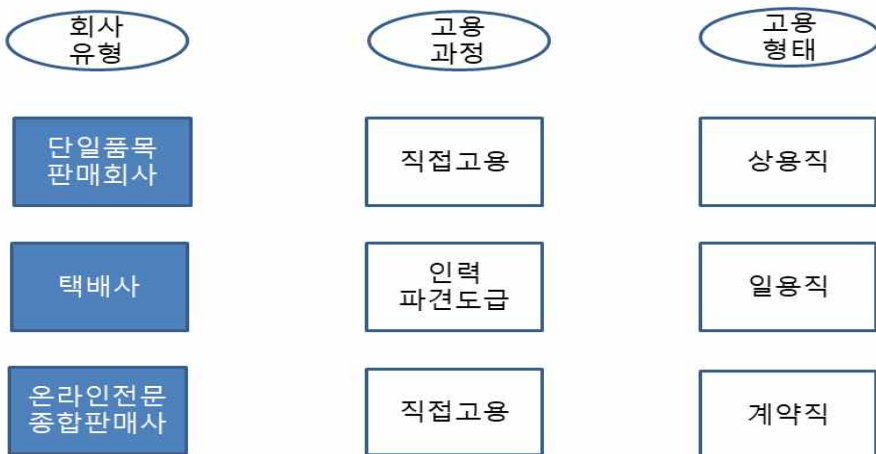 회사
유형
고용
과정
고용
형태
단일품목
판매회사
직접고용
상용직
택배사
인력
파견도급
일용직
온라인전문
종합판매사
직접고용
계약직